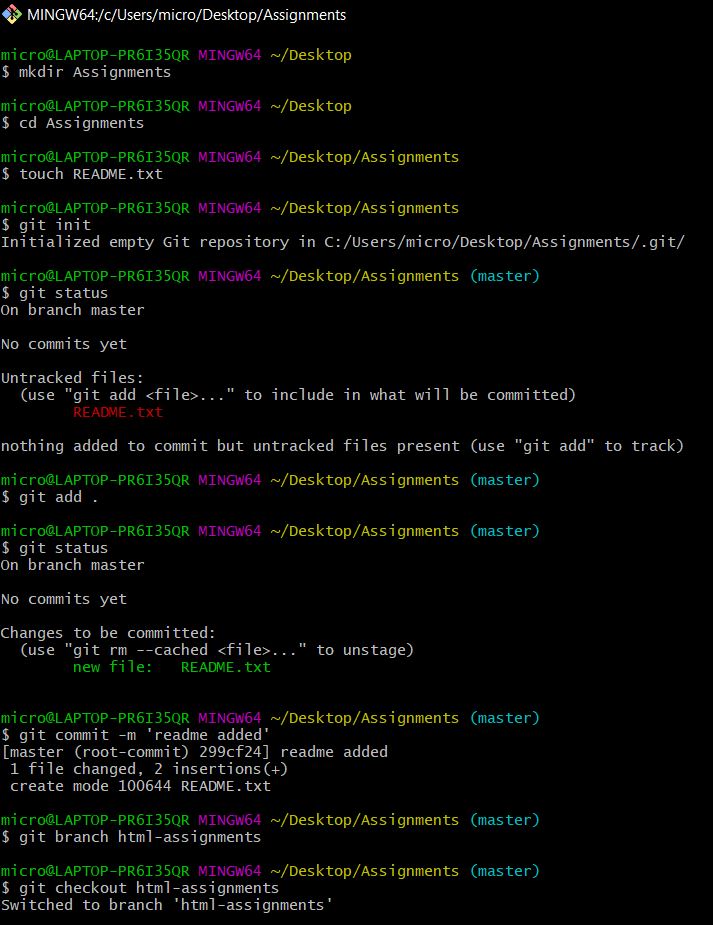 MINGW64:/c/Users/micro/Desktop/Assignments
micro@LAPTOP-PR6I35QR MINGW64 ~/Desktop
$ mkdir Assignments
micro@LAPTOP-PR6I35QR MINGW64 ~/Desktop
$ cd Assignments
micro@LAPTOP-PR6I35QR MINGW64 ~/Desktop/Assignments
$ touch README.txt
micro@LAPTOP-PR6I35QR MINGW64 ~/Desktop/Assignments
$ git init
Initialized empty Git repository in C:/Users/micro/Desktop/Assignments/.git/
micro@LAPTOP-PR6I35QR MINGW64 ~/Desktop/Assignments (master)
$ git status
On branch master
No commits yet
Untracked files:
  (use "git add <file>..." to include in what will be committed)
        README.txt
nothing added to commit but untracked files present (use "git add" to track)
micro@LAPTOP-PR6I35QR MINGW64 ~/Desktop/Assignments (master)
$ git add .
micro@LAPTOP-PR6I35QR MINGW64 ~/Desktop/Assignments (master)
$ git status
On branch master
No commits yet
Changes to be committed:
  (use "git rm --cached <file>..." to unstage)
        new file:   README.txt
micro@LAPTOP-PR6I35QR MINGW64 ~/Desktop/Assignments (master)
$ git commit -m 'readme added'
[master (root-commit) 299cf24] readme added
 1 file changed, 2 insertions(+)
 create mode 100644 README.txt
micro@LAPTOP-PR6I35QR MINGW64 ~/Desktop/Assignments (master)
$ git branch html-assignments
micro@LAPTOP-PR6I35QR MINGW64 ~/Desktop/Assignments (master)
$ git checkout html-assignments
Switched to branch 'html-assignments'